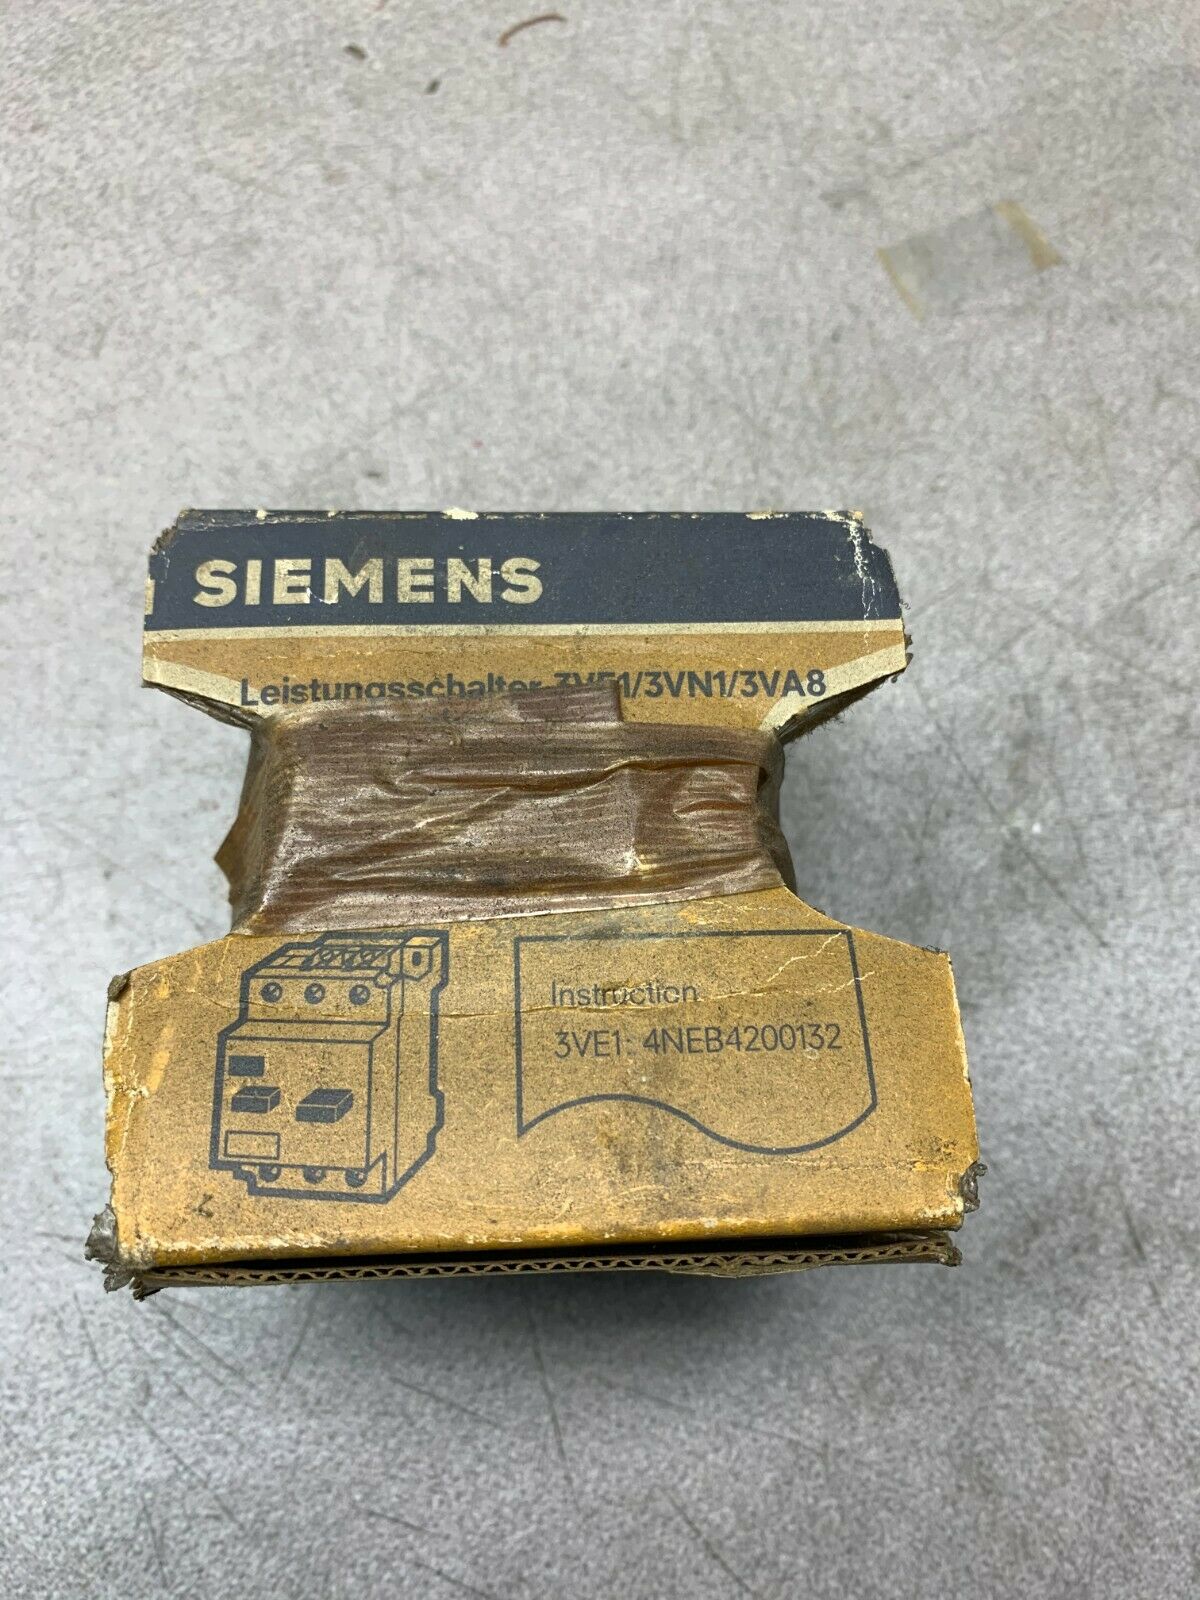 SIEMENS
Leistungsschalter 3VE1/3VN1/3VA8
Instruction
3VE1: 4NEB4200132